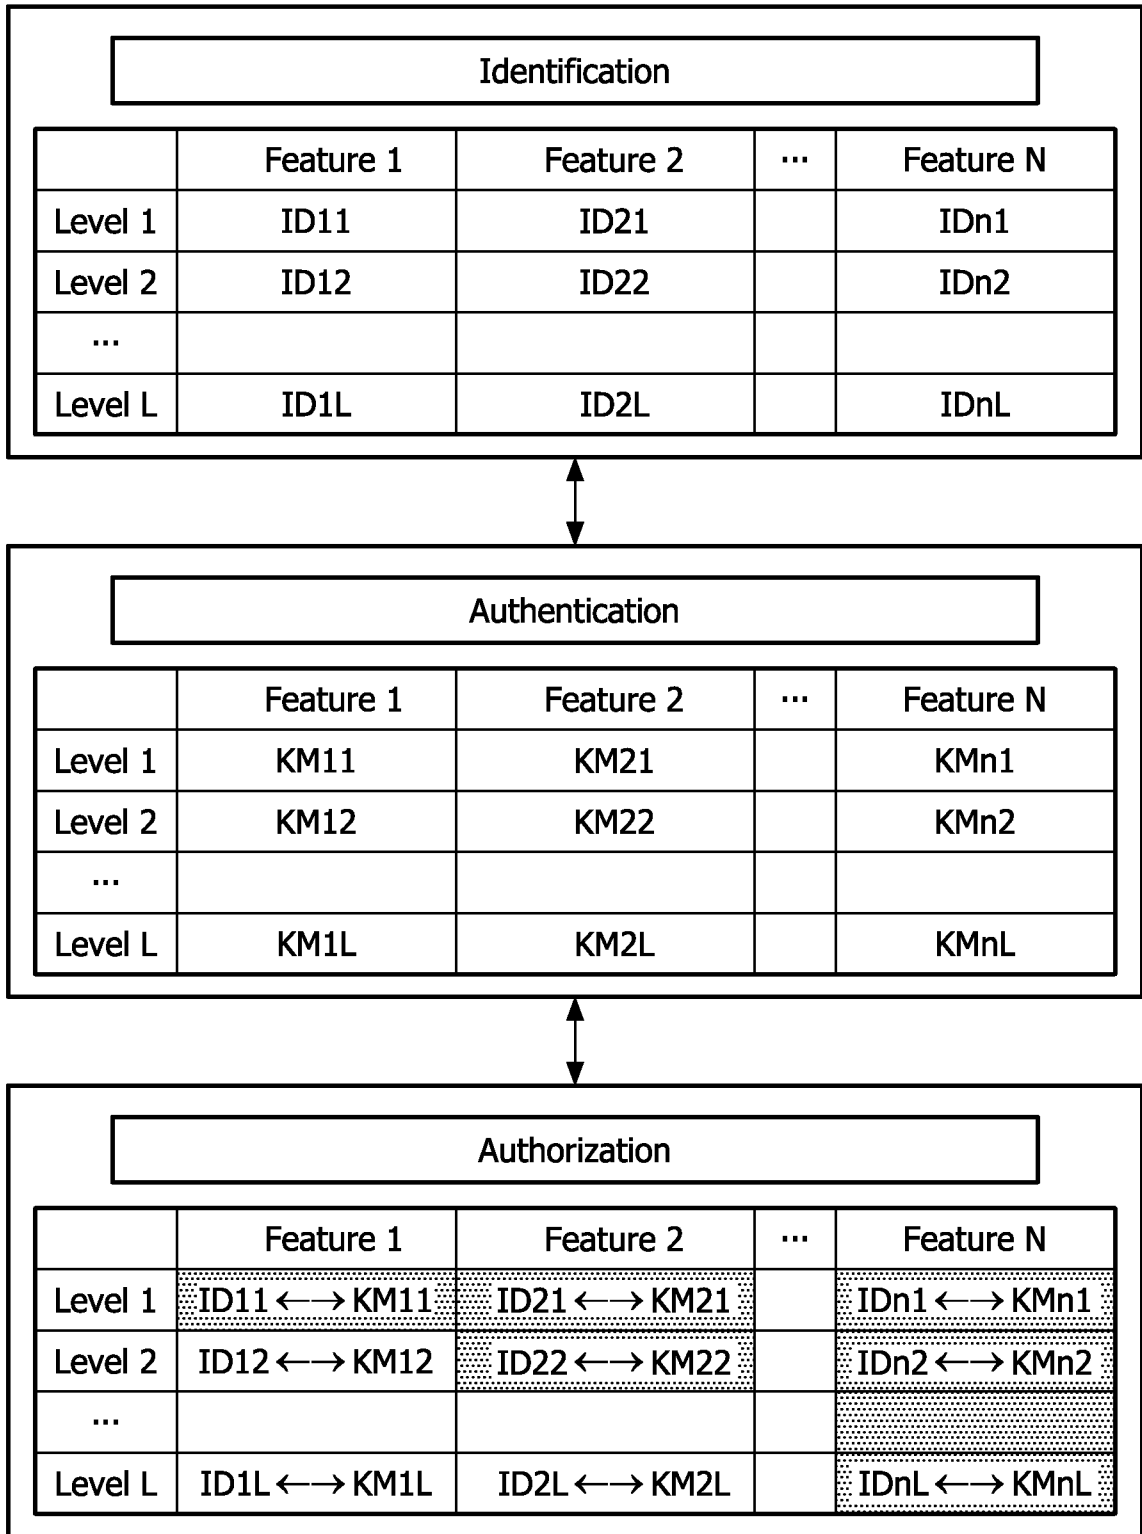 Identification
Feature 1 Feature 2 ... Feature N
Level 1 ID11 ID21 IDn1
Level 2 ID12 ID22 IDn2
...
Level L ID1L ID2L IDnL
Authentication
Feature 1 Feature 2 ... Feature N
Level 1 KM11 KM21 KMn1
Level 2 KM12 KM22 KMn2
...
Level L KM1L KM2L KMnL
Authorization
Feature 1 Feature 2 ... Feature N
Level 1 ID11 ←→ KM11 ID21 ←→ KM21 IDn1 ←→ KMn1
Level 2 ID12 ←→ KM12 ID22 ←→ KM22 IDn2 ←→ KMn2
...
Level L ID1L ←→ KM1L ID2L ←→ KM2L IDnL ←→ KMnL